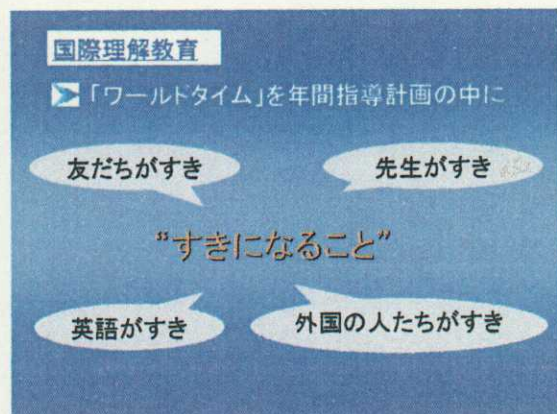 国際理解教育
「ワールドタイム」を年間指導計画の中に
友だちがすき
先生がすき
“すきになること”
英語がすき
外国の人たちがすき